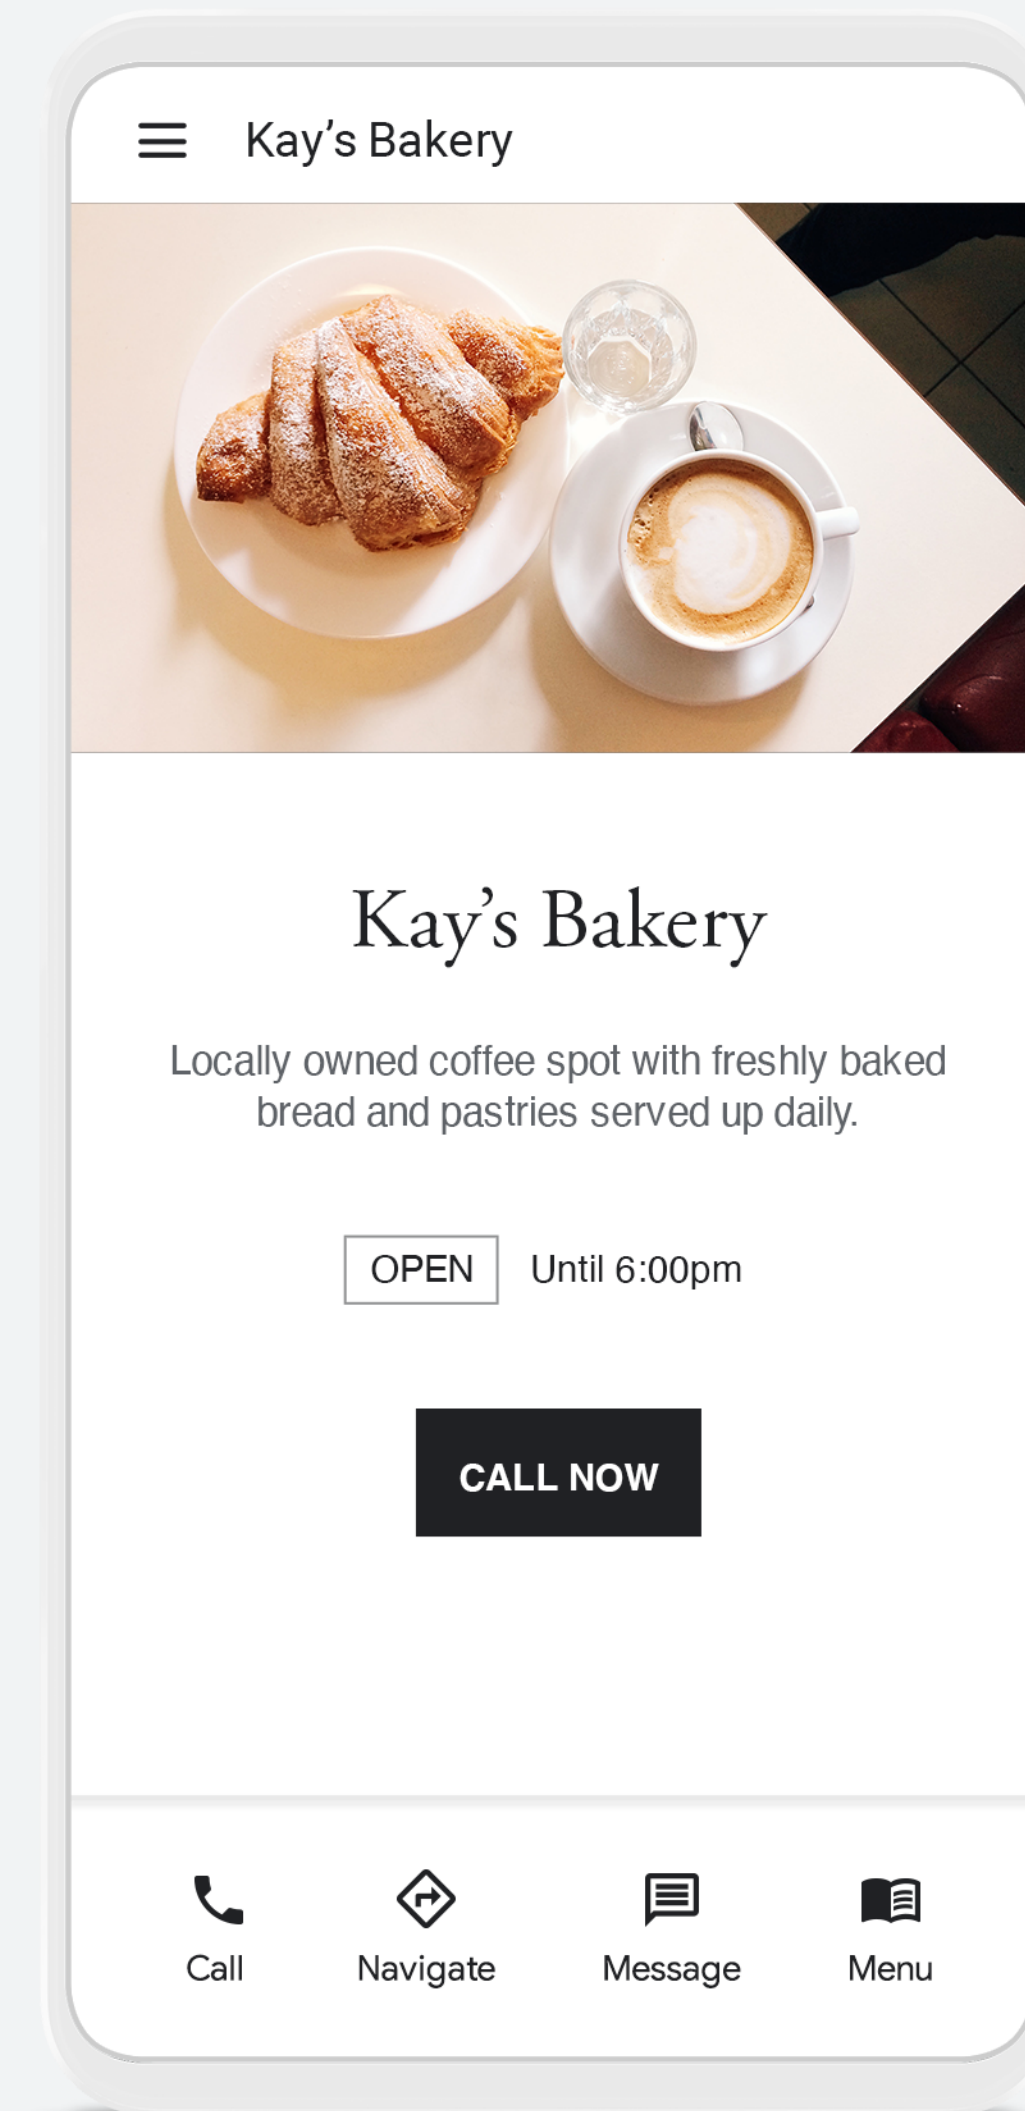 Kay’s Bakery
Kay’s Bakery
Locally owned coffee spot with freshly baked
bread and pastries served up daily.
OPEN Until 6:00pm
CALL NOW
Call Navigate Message Menu